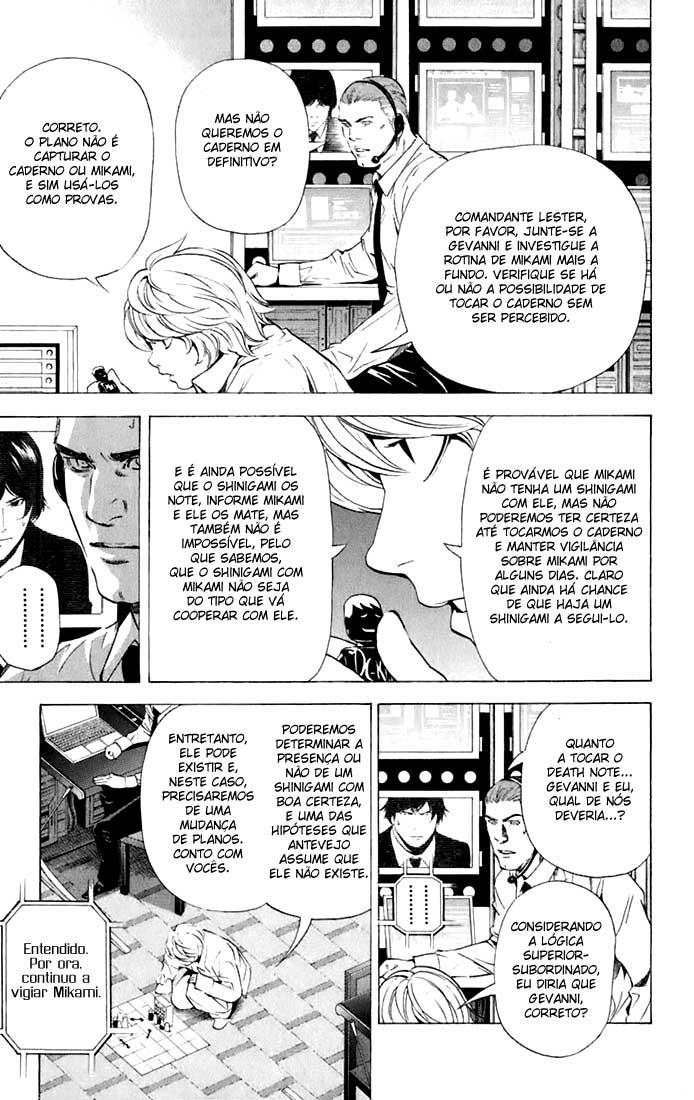 COMANDANTE LESTER,
POR FAVOR, JUNTE-SE A
GEVANNI E INVESTIGUE A
ROTINA DE MIKAMI MAIS A
FUNDO. VERIFIQUE SE HÁ
OU NÃO A POSSIBILIDADE DE
TOCAR O CADERNO SEM
SER PERCEBIDO.
MAS NÃO
QUEREMOS O
CADERNO EM
DEFINITIVO?
CORRETO.
O PLANO NÃO É
CAPTURAR O
CADERNO OU MIKAMI,
E SIM USÁ-LOS
COMO PROVAS.
É PROVÁVEL QUE MIKAMI
NÃO TENHA UM SHINIGAMI
COM ELE, MAS NÃO
PODEREMOS TER CERTEZA
ATÉ TOCARMOS O CADERNO
E MANTER VIGILÂNCIA
SOBRE MIKAMI POR
ALGUNS DIAS. CLARO
QUE AINDA HÁ CHANCE
DE QUE HAJA UM
SHINIGAMI A SEGUI-LO.
E É AINDA POSSÍVEL
QUE O SHINIGAMI OS
NOTE, INFORME MIKAMI
E ELE OS MATE, MAS
TAMBÉM NÃO É
IMPOSSÍVEL, PELO
QUE SABEMOS,
QUE O SHINIGAMI COM
MIKAMI NÃO SEJA
DO TIPO QUE VÁ
COOPERAR COM ELE.
QUANTO
A TOCAR O
DEATH NOTE...
GEVANNI E EU,
QUAL DE NÓS
DEVERIA...?
CONSIDERANDO
A LÓGICA
SUPERIOR-
SUBORDINADO,
EU DIRIA QUE
GEVANNI,
CORRETO?
PODEREMOS
DETERMINAR A
PRESENÇA OU
NÃO DE UM
SHINIGAMI COM
BOA CERTEZA,
E UMA DAS
HIPÓTESES QUE
ANTEVEJO
ASSUME QUE
ELE NÃO EXISTE.
ENTRETANTO,
ELE PODE
EXISTIR E,
NESTE CASO,
PRECISAREMOS
DE UMA
MUDANÇA
DE PLANOS.
CONTO COM
VOCÊS.
Entendido.
Por ora.
continuo a
vigiar Mikami.